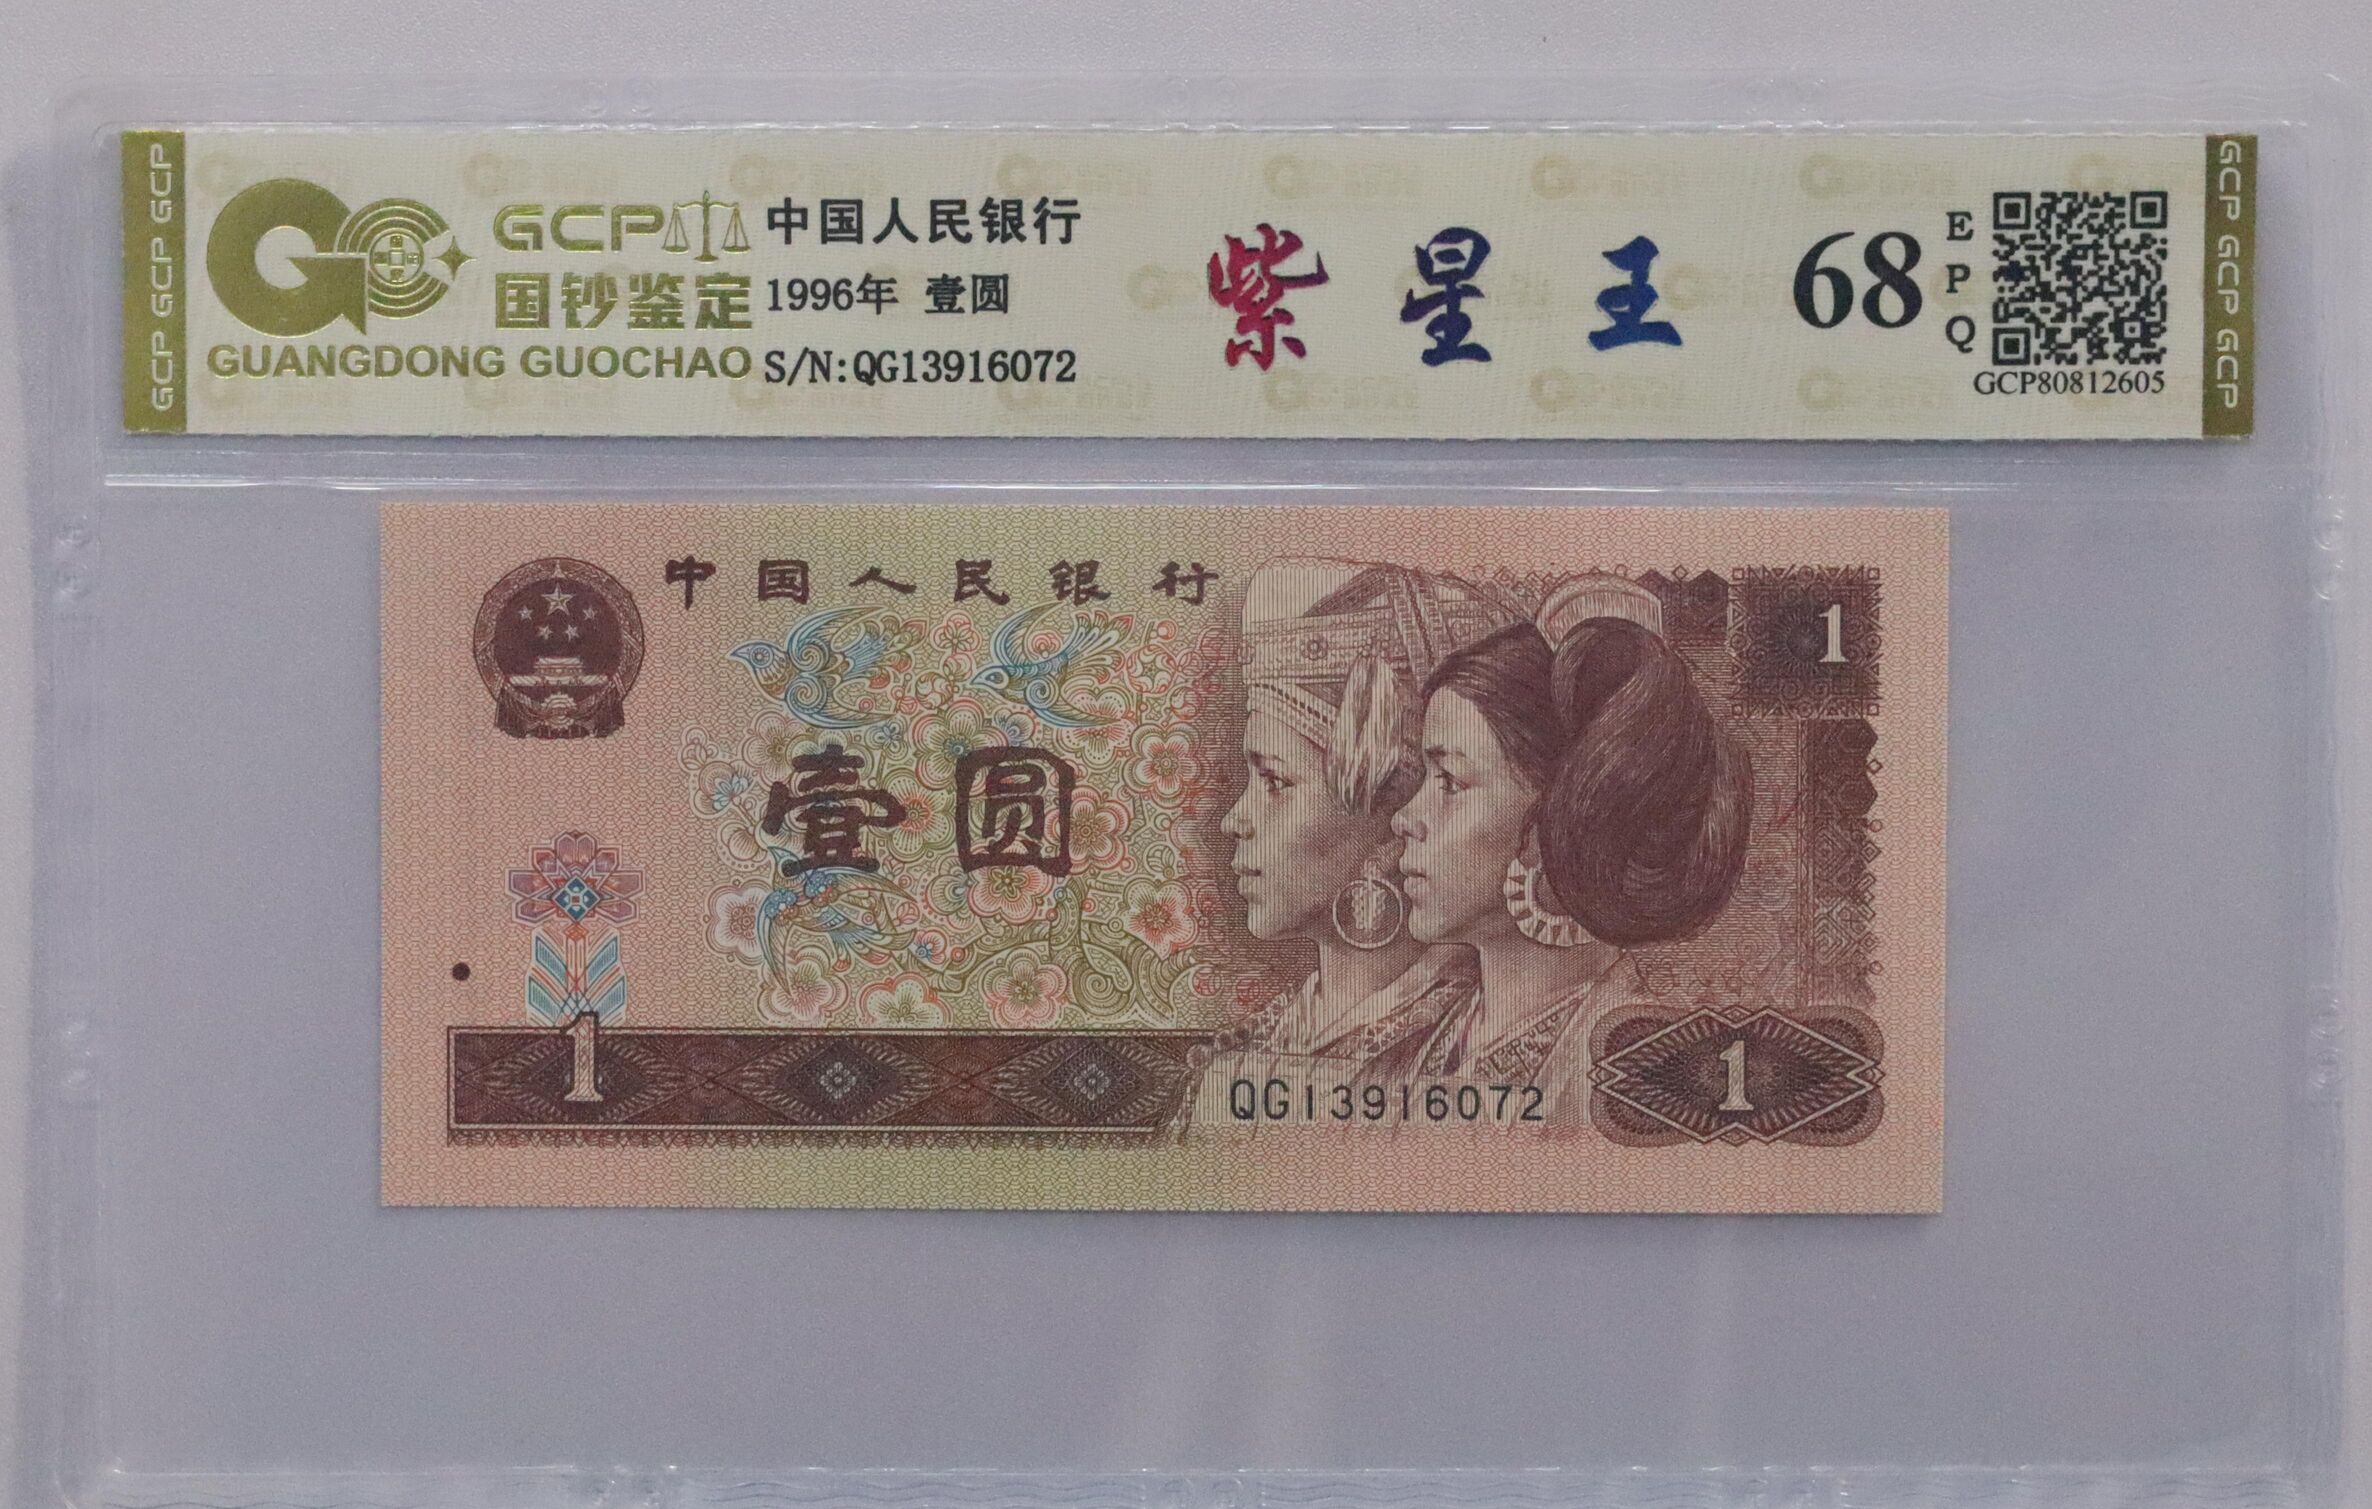 GCP GCP GCP
GCP
国钞鉴定
GUANGDONG GUOCHAO
中国人民银行
1996年 壹圆
S/N:QG13916072
紫星王
68
EPQ
GCP80812605
GCP GCP GCP
中国人民银行
1
壹圆
1
QG13916072
1